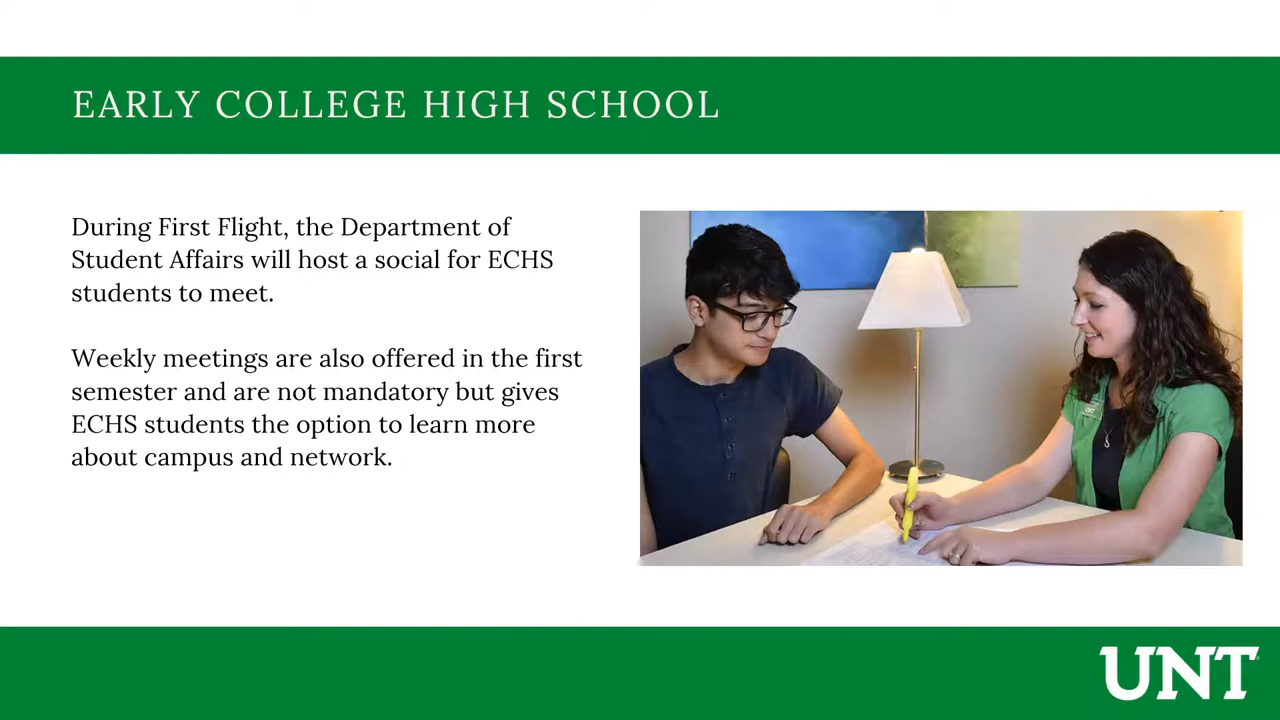 EARLY COLLEGE HIGH SCHOOL
During First Flight, the Department of
Student Affairs will host a social for ECHS
students to meet.
Weekly meetings are also offered in the first
semester and are not mandatory but gives
ECHS students the option to learn more
about campus and network.
UNT
UNT